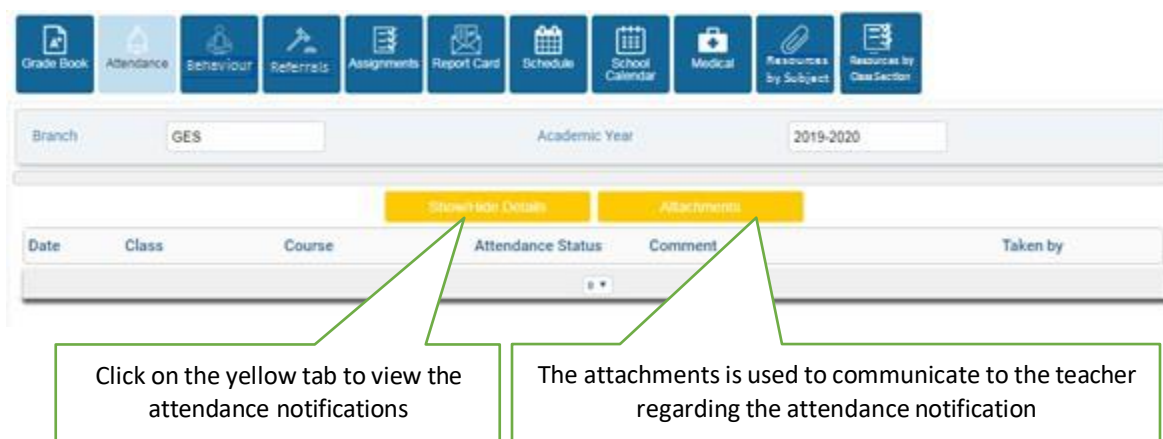 Grade Book Attendance Behaviour Referrals Assignments Report Card Schedule School Calendar Medical Resources by Subject Resources by Class Section
Branch GES Academic Year 2019-2020
Show/Hide Details Attachments
Date Class Course Attendance Status Comment Taken by
0
Click on the yellow tab to view the
attendance notifications
The attachments is used to communicate to the teacher
regarding the attendance notification